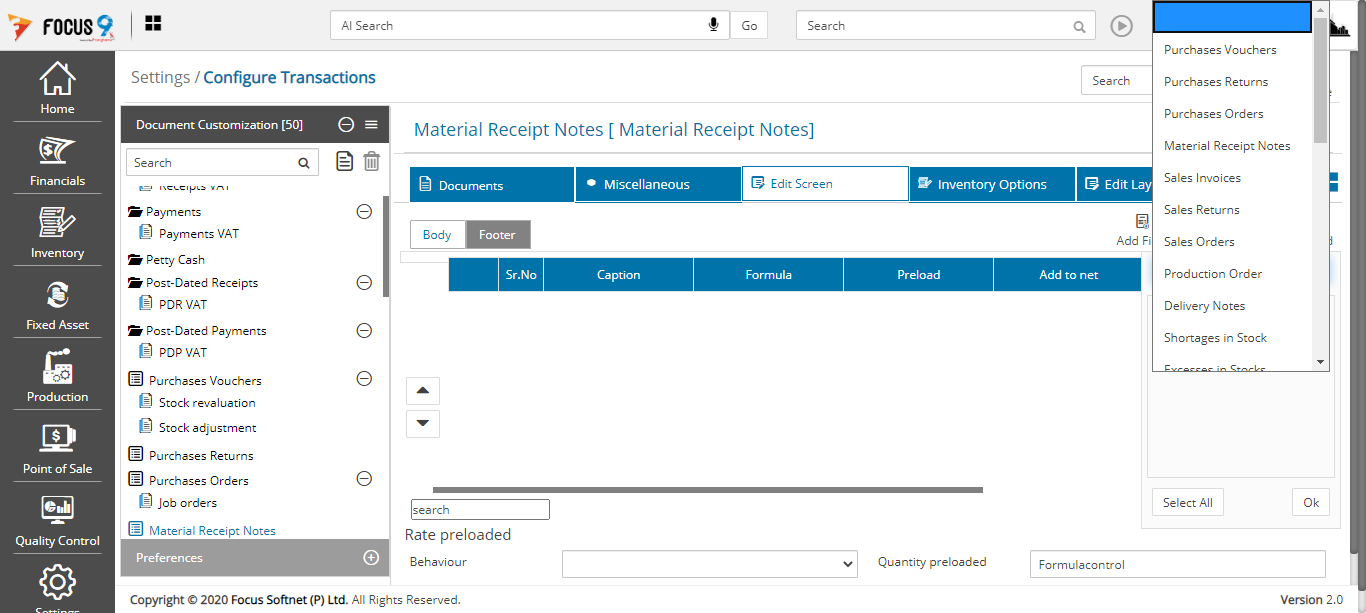 FOCUS 9
AI Search
Go
Search
Settings / Configure Transactions
Search
Home
Financials
Inventory
Fixed Asset
Production
Point of Sale
Quality Control
Settings
Document Customization [50]
Search
Receipts VAT
Payments
Payments VAT
Petty Cash
Post-Dated Receipts
PDR VAT
Post-Dated Payments
PDP VAT
Purchases Vouchers
Stock revaluation
Stock adjustment
Purchases Returns
Purchases Orders
Job orders
Material Receipt Notes
Preferences
Material Receipt Notes [ Material Receipt Notes]
Documents
Miscellaneous
Edit Screen
Inventory Options
Edit Lay
Body
Footer
Add Fi
Sr.No
Caption
Formula
Preload
Add to net
Purchases Vouchers
Purchases Returns
Purchases Orders
Material Receipt Notes
Sales Invoices
Sales Returns
Sales Orders
Production Order
Delivery Notes
Shortages in Stock
Excesses in Stocks
Select All
Ok
search
Rate preloaded
Behaviour
Quantity preloaded
Formulacontrol
Copyright © 2020 Focus Softnet (P) Ltd. All Rights Reserved.
Version 2.0